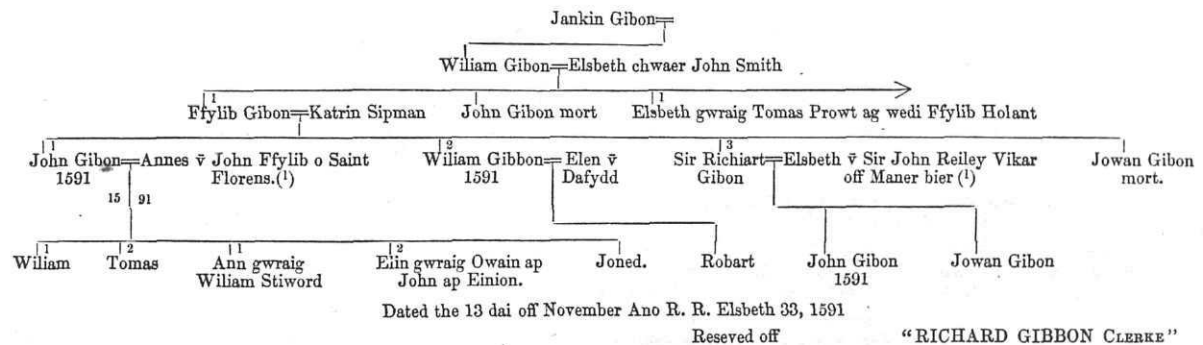 Jankin Gibon
Wiliam Gibon Elsbeth chwaer John Smith
1 1
Ffylib Gibon Katrin Sipman John Gibon mort Elsbeth gwraig Tomas Prowt ag wedi Ffylib Holant
1 2 3
John Gibon Annes v̄ John Ffylib o Saint Wiliam Gibbon Elen v̄ Sir Richiart Elsbeth v̄ Sir John Reiley Vikar Jowan Gibon
1591 Florens.(¹) 1591 Dafydd Gibon off Maner bier (¹) mort.
15 91
1 2 1 2
Wiliam Tomas Ann gwraig Elin gwraig Owain ap Joned. Robart John Gibon Jowan Gibon
Wiliam Stiword John ap Einion. 1591
Dated the 13 dai off November Ano R. R. Elsbeth 33, 1591
Reseved off "RICHARD GIBBON CLERKE"